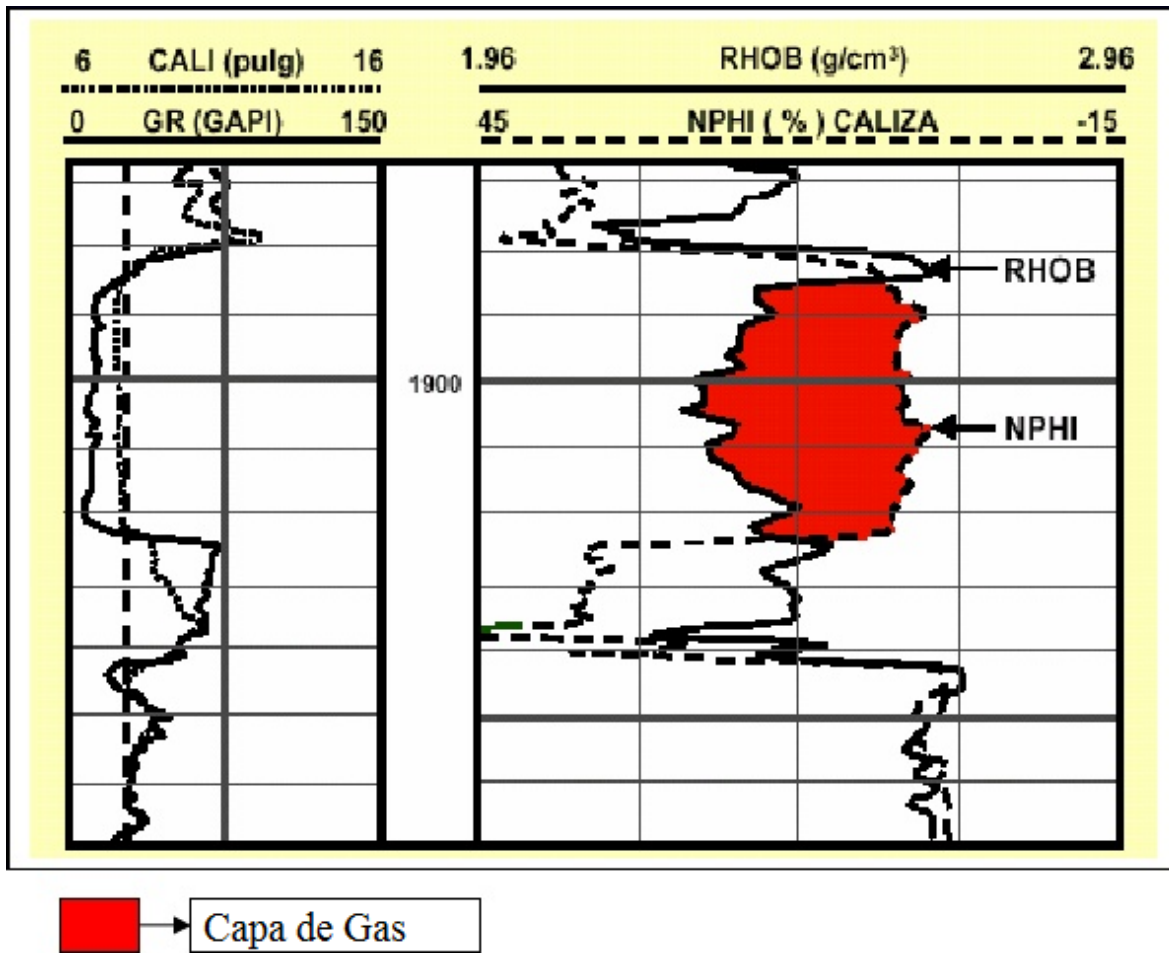 6 CALI (pulg) 16 1.96 RHOB (g/cm³) 2.96
0 GR (GAPI) 150 45 NPHI ( % ) CALIZA -15
RHOB
1900
NPHI
Capa de Gas